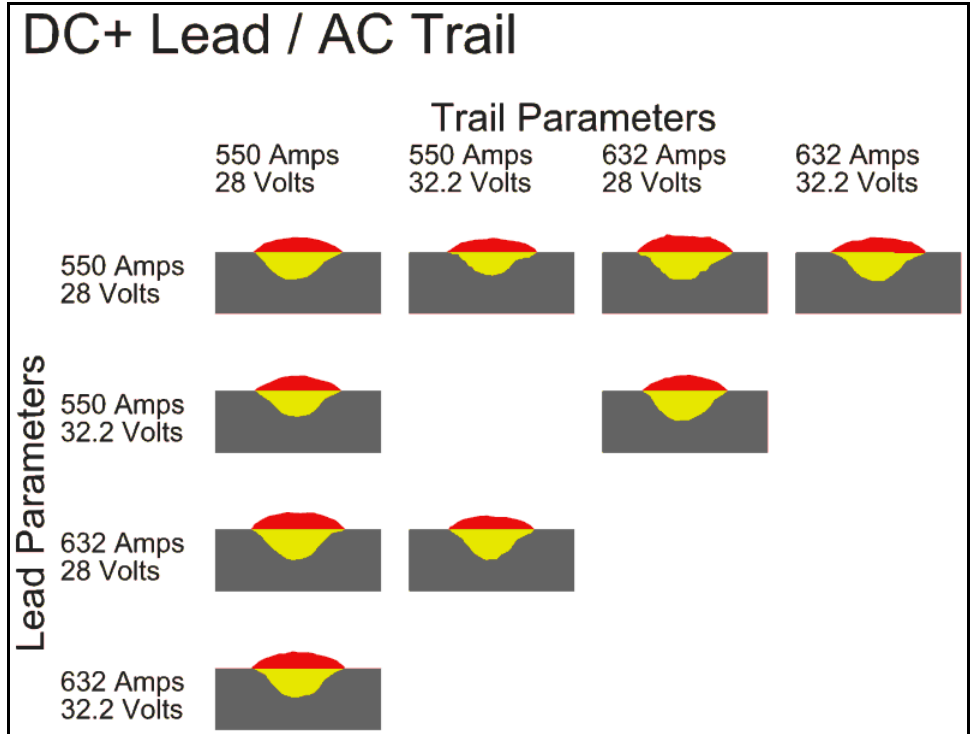 DC+ Lead / AC Trail
Trail Parameters
550 Amps
28 Volts
550 Amps
32.2 Volts
632 Amps
28 Volts
632 Amps
32.2 Volts
Lead Parameters
550 Amps
28 Volts
550 Amps
32.2 Volts
632 Amps
28 Volts
632 Amps
32.2 Volts